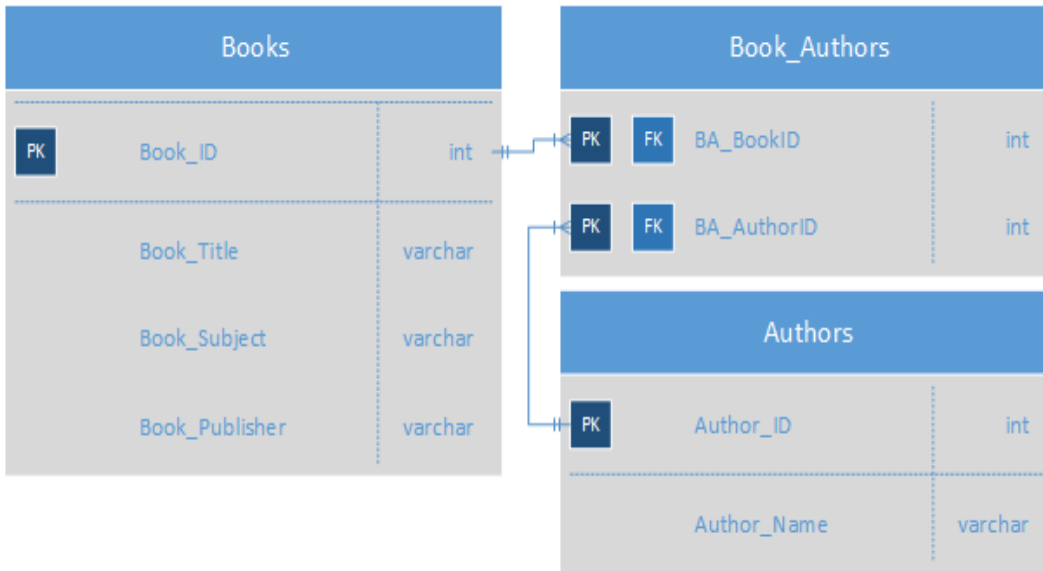 Books
PK Book_ID int
Book_Title varchar
Book_Subject varchar
Book_Publisher varchar
Book_Authors
PK FK BA_BookID int
PK FK BA_AuthorID int
Authors
PK Author_ID int
Author_Name varchar